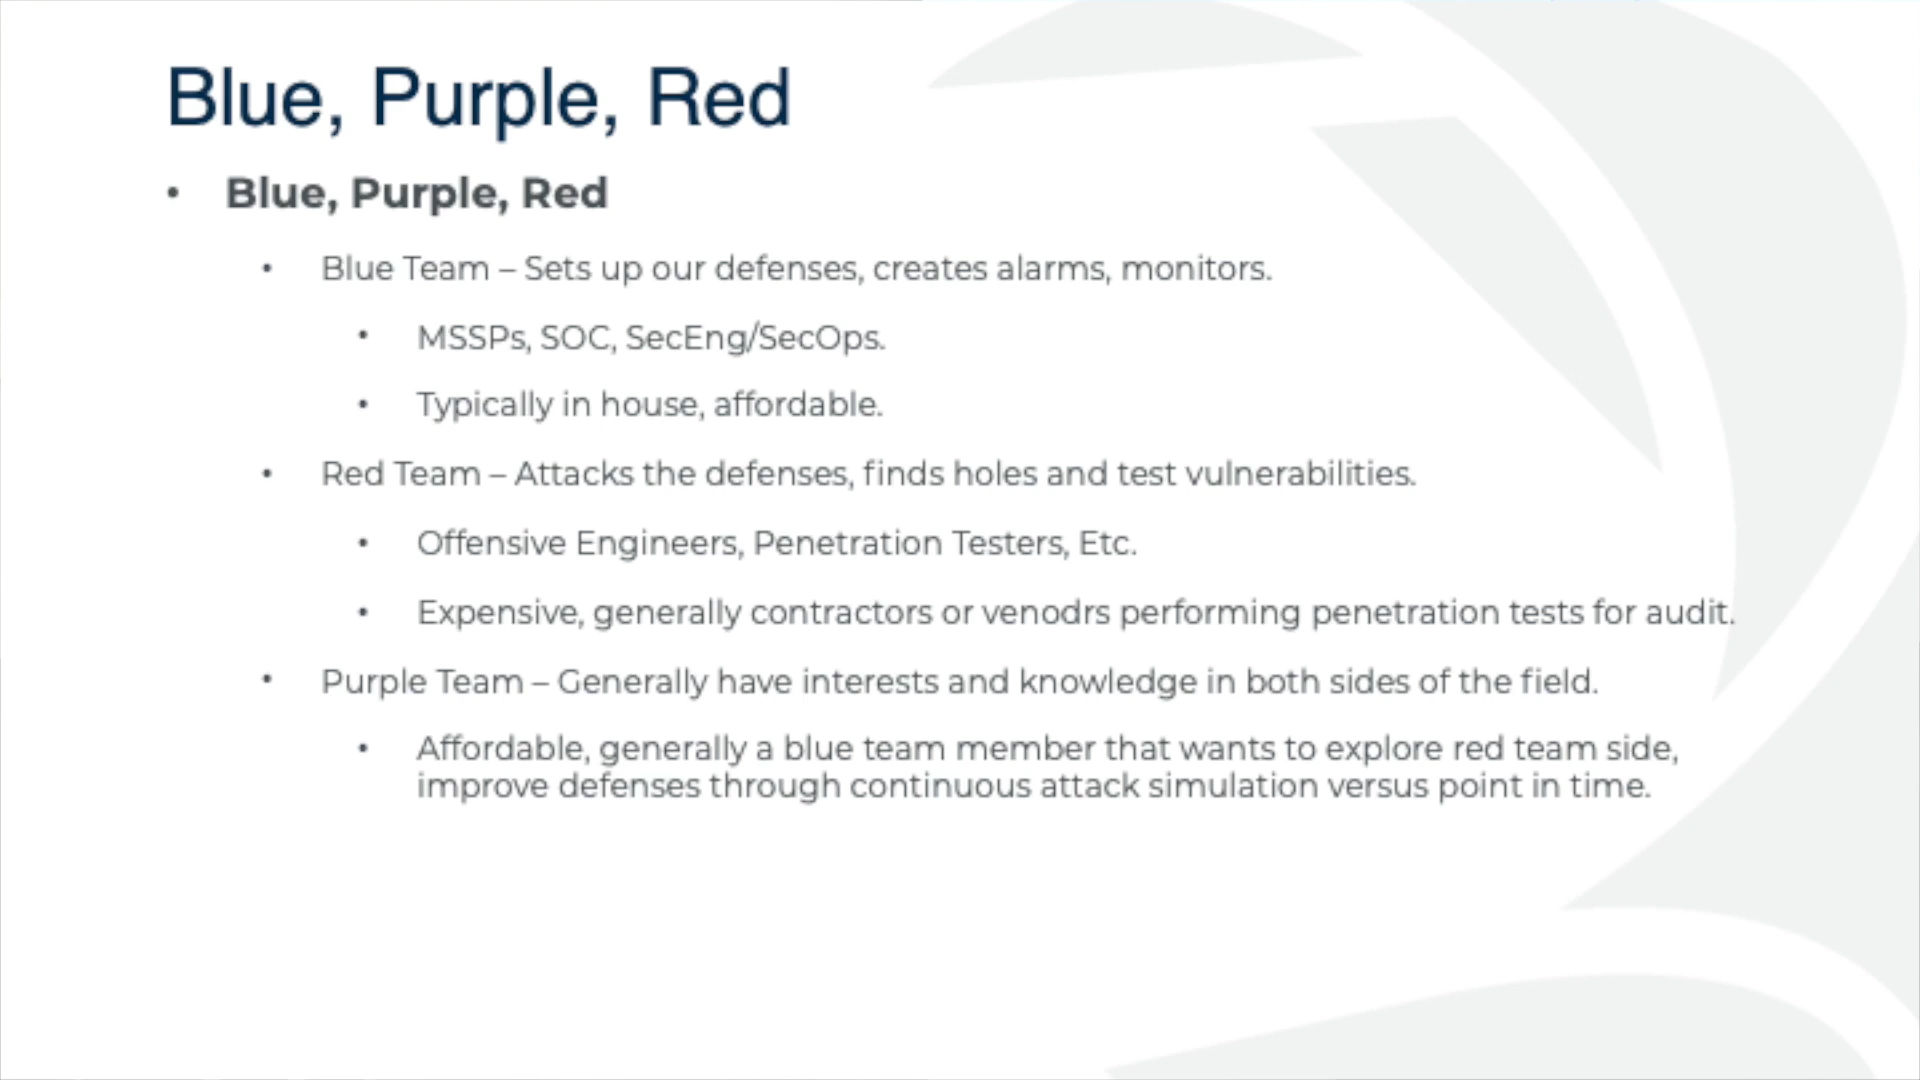 Blue, Purple, Red
• Blue, Purple, Red
• Blue Team – Sets up our defenses, creates alarms, monitors.
• MSSPs, SOC, SecEng/SecOps.
• Typically in house, affordable.
• Red Team – Attacks the defenses, finds holes and test vulnerabilities.
• Offensive Engineers, Penetration Testers, Etc.
• Expensive, generally contractors or venodrs performing penetration tests for audit.
• Purple Team – Generally have interests and knowledge in both sides of the field.
• Affordable, generally a blue team member that wants to explore red team side,
improve defenses through continuous attack simulation versus point in time.